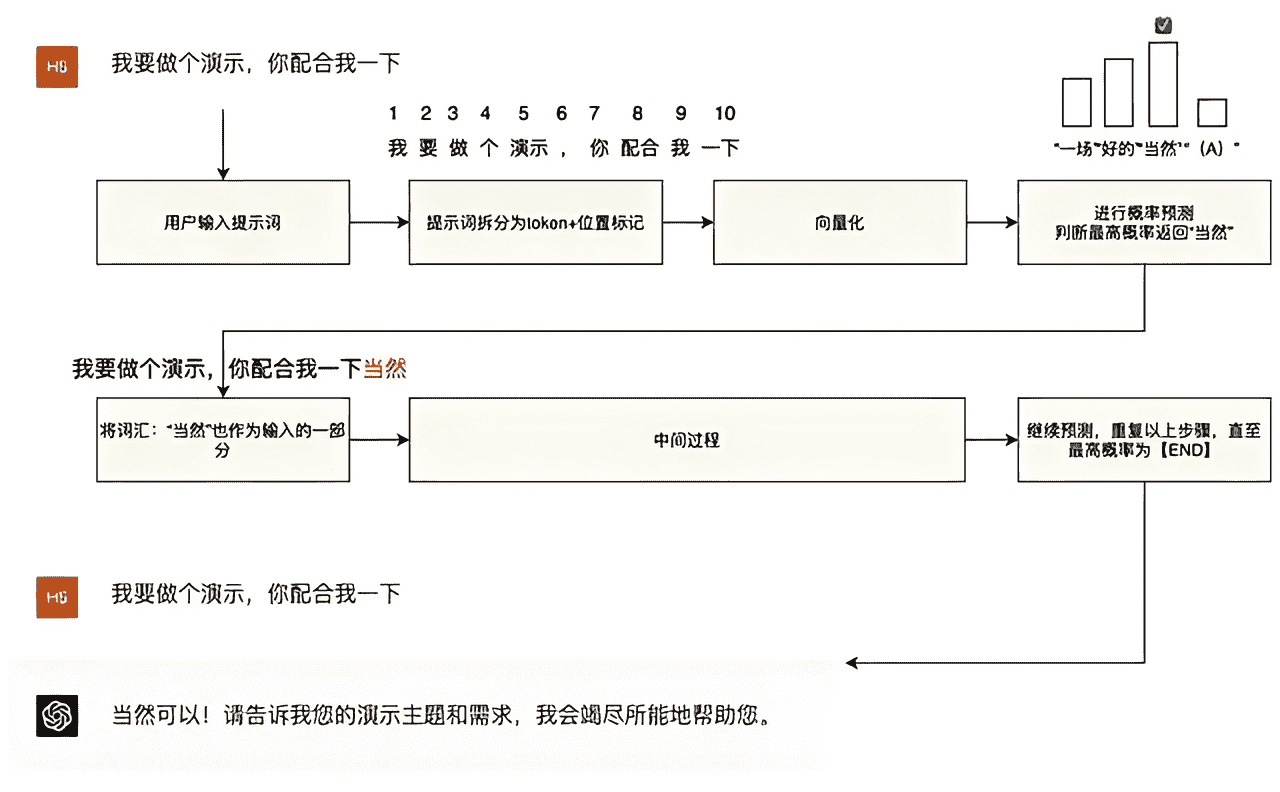 H6
我要做个演示，你配合我一下
1 2 3 4 5 6 7 8 9 10
我 要 做 个 演示 ， 你 配合 我 一下
"一场"好的"当然""（A）"
用户输入提示词
提示词拆分为tokon+位置标记
向量化
进行概率预测
判断最高概率返回"当然"
我要做个演示，你配合我一下当然
将词汇："当然"也作为输入的一部
分
中间过程
继续预测，重复以上步骤，直至
最高概率为【END】
H6
我要做个演示，你配合我一下
当然可以！请告诉我您的演示主题和需求，我会竭尽所能地帮助您。